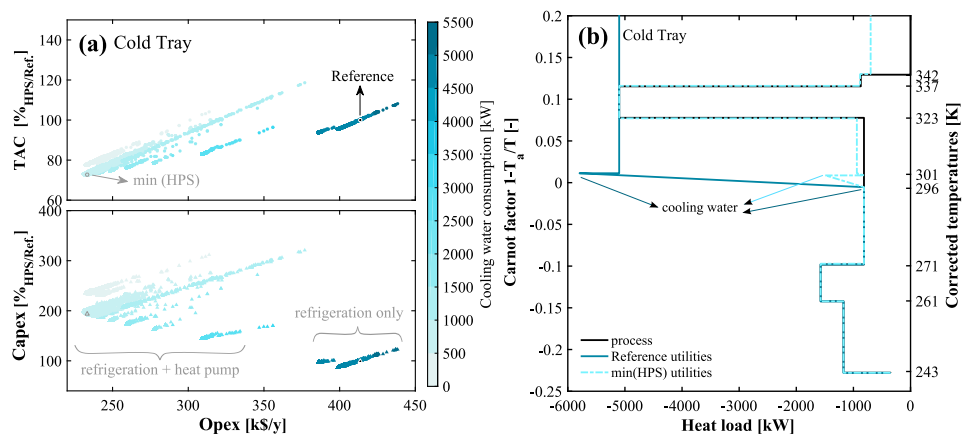 (a) Cold Tray
Reference
min (HPS)
TAC [%HPS/Ref.]
140
120
100
80
60
400
300
200
100
Capex [%HPS/Ref.]
refrigeration only
refrigeration + heat pump
250
300
350
400
450
Opex [k$/y]
5500
5000
4500
4000
3500
3000
2500
2000
1500
1000
500
0
Cooling water consumption [kW]
(b)
Cold Tray
Carnot factor 1-Ta/T [-]
0.2
0.15
0.1
0.05
0
-0.05
-0.1
-0.15
-0.2
-0.25
cooling water
process
Reference utilities
min(HPS) utilities
-6000
-5000
-4000
-3000
-2000
-1000
0
Heat load [kW]
342
337
323
301
296
271
261
243
Corrected temperatures [K]